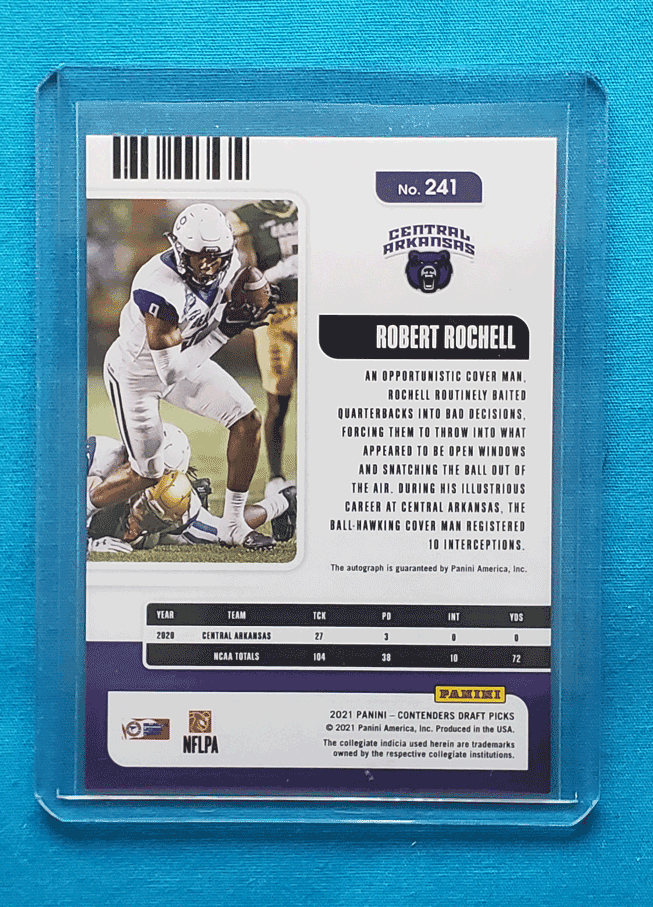 No. 241
CENTRAL
ARKANSAS
ROBERT ROCHELL
AN OPPORTUNISTIC COVER MAN,
ROCHELL ROUTINELY BAITED
QUARTERBACKS INTO BAD DECISIONS,
FORCING THEM TO THROW INTO WHAT
APPEARED TO BE OPEN WINDOWS
AND SNATCHING THE BALL OUT OF
THE AIR. DURING HIS ILLUSTRIOUS
CAREER AT CENTRAL ARKANSAS, THE
BALL-HAWKING COVER MAN REGISTERED
10 INTERCEPTIONS.
The autograph is guaranteed by Panini America, Inc.
YEAR TEAM TCK PD INT YDS
2020 CENTRAL ARKANSAS 27 3 0 0
NCAA TOTALS 104 38 10 72
PANINI
2021 PANINI – CONTENDERS DRAFT PICKS
© 2021 Panini America, Inc. Produced in the USA.
The collegiate indicia used herein are trademarks
owned by the respective collegiate institutions.
NFLPA